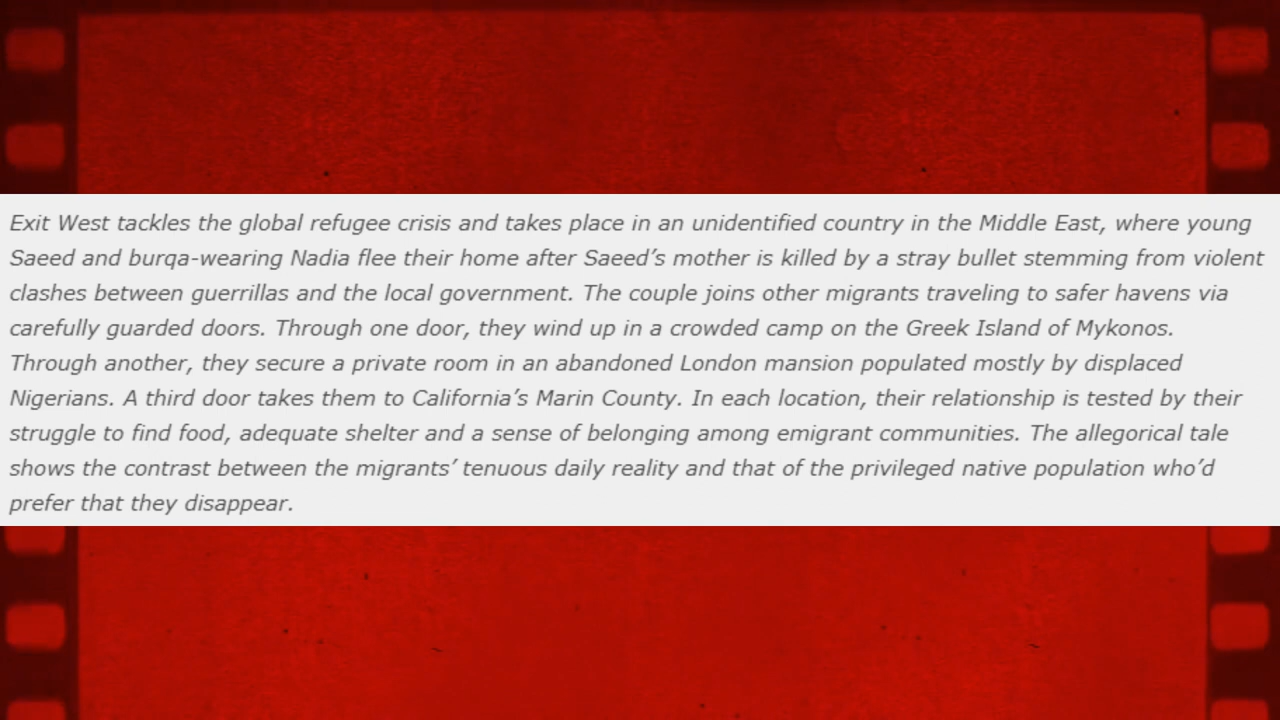 Exit West tackles the global refugee crisis and takes place in an unidentified country in the Middle East, where young
Saeed and burqa-wearing Nadia flee their home after Saeed’s mother is killed by a stray bullet stemming from violent
clashes between guerrillas and the local government. The couple joins other migrants traveling to safer havens via
carefully guarded doors. Through one door, they wind up in a crowded camp on the Greek Island of Mykonos.
Through another, they secure a private room in an abandoned London mansion populated mostly by displaced
Nigerians. A third door takes them to California’s Marin County. In each location, their relationship is tested by their
struggle to find food, adequate shelter and a sense of belonging among emigrant communities. The allegorical tale
shows the contrast between the migrants’ tenuous daily reality and that of the privileged native population who’d
prefer that they disappear.